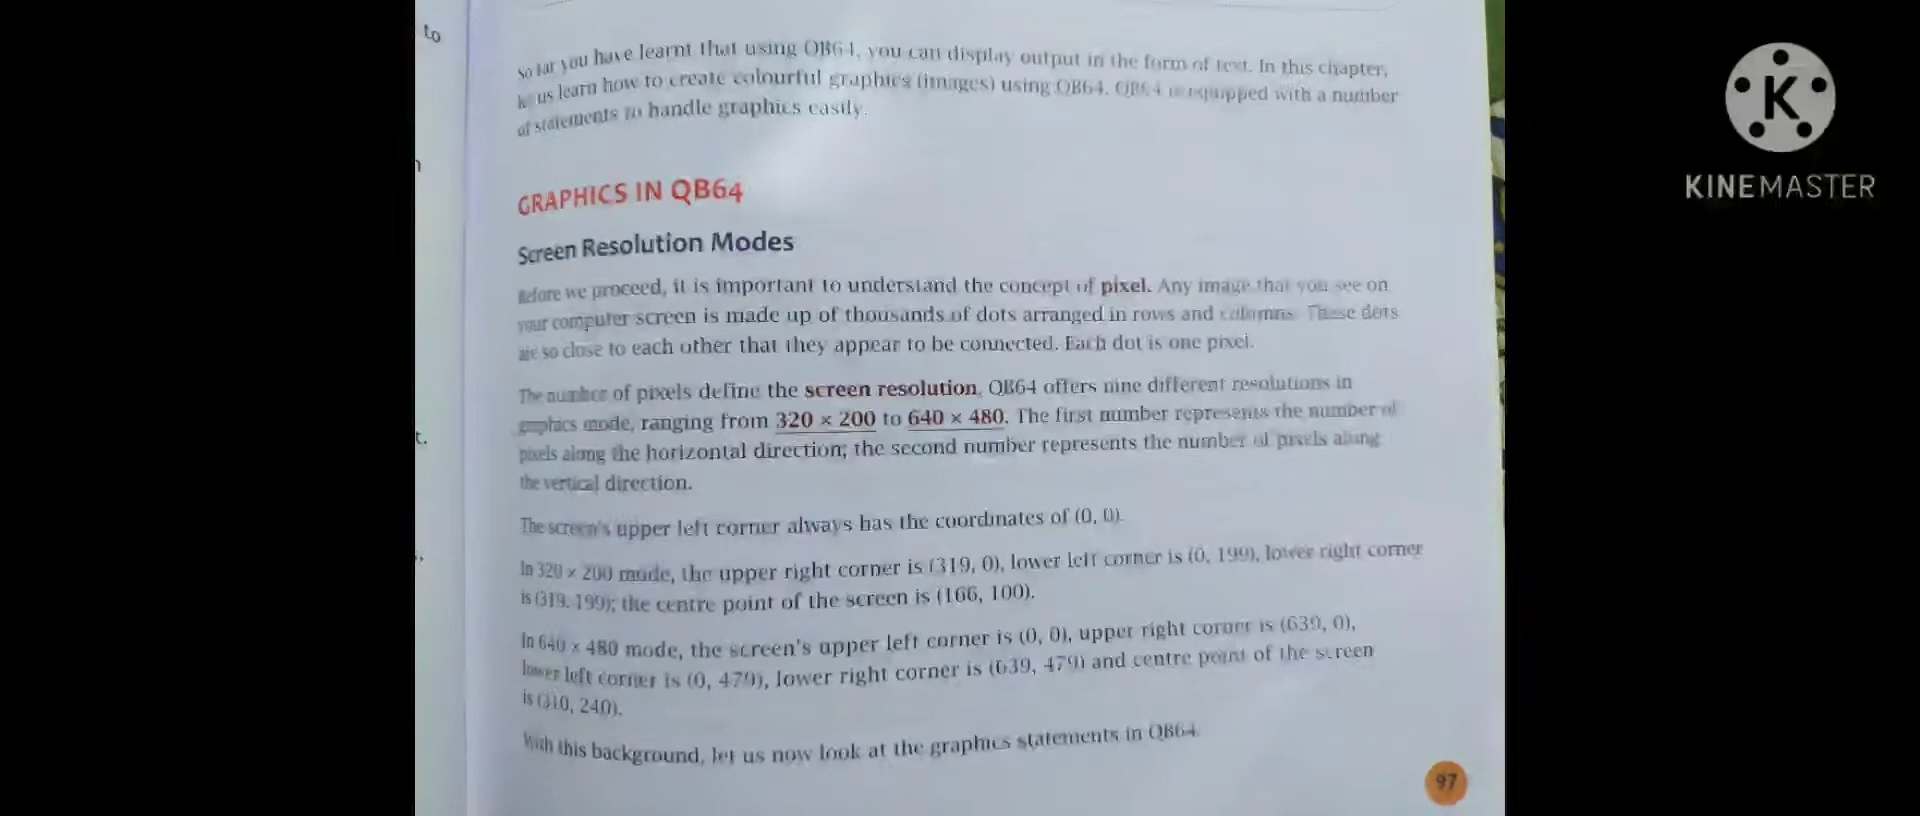 to
So far you have learnt that using QB64, you can display output in the form of text. In this chapter,
let us learn how to create colourful graphics (images) using QB64. QB64 is equipped with a number
of statements to handle graphics easily.
GRAPHICS IN QB64
Screen Resolution Modes
Before we proceed, it is important to understand the concept of pixel. Any image that you see on
your computer screen is made up of thousands of dots arranged in rows and columns. These dots
are so close to each other that they appear to be connected. Each dot is one pixel.
The number of pixels define the screen resolution. QB64 offers nine different resolutions in
graphics mode, ranging from 320 × 200 to 640 × 480. The first number represents the number of
t.
pixels along the horizontal direction; the second number represents the number of pixels along
the vertical direction.
The screen's upper left corner always has the coordinates of (0, 0).
In 320 × 200 mode, the upper right corner is (319, 0), lower left corner is (0, 199), lower right corner
is (319, 199); the centre point of the screen is (166, 100).
In 640 × 480 mode, the screen's upper left corner is (0, 0), upper right corner is (639, 0),
lower left corner is (0, 479), lower right corner is (639, 479) and centre point of the screen
is (310, 240).
With this background, let us now look at the graphics statements in QB64.
97
K
KINEMASTER